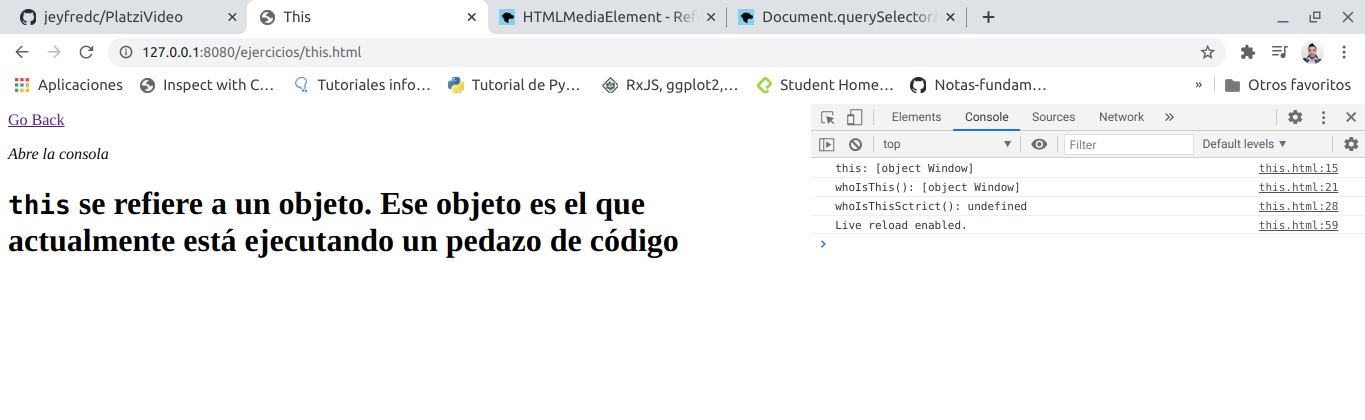 jeyfredc/PlatziVideo
This
HTMLMediaElement - Ref
Document.querySelectorA
127.0.0.1:8080/ejercicios/this.html
Aplicaciones
Inspect with C…
Tutoriales info…
Tutorial de Py…
RxJS, ggplot2,…
Student Home…
Notas-fundam…
»
Otros favoritos
Go Back
Abre la consola
this se refiere a un objeto. Ese objeto es el que
actualmente está ejecutando un pedazo de código
Elements
Console
Sources
Network
»
top
Filter
Default levels
this: [object Window] this.html:15
whoIsThis(): [object Window] this.html:21
whoIsThisSctrict(): undefined this.html:28
Live reload enabled. this.html:59